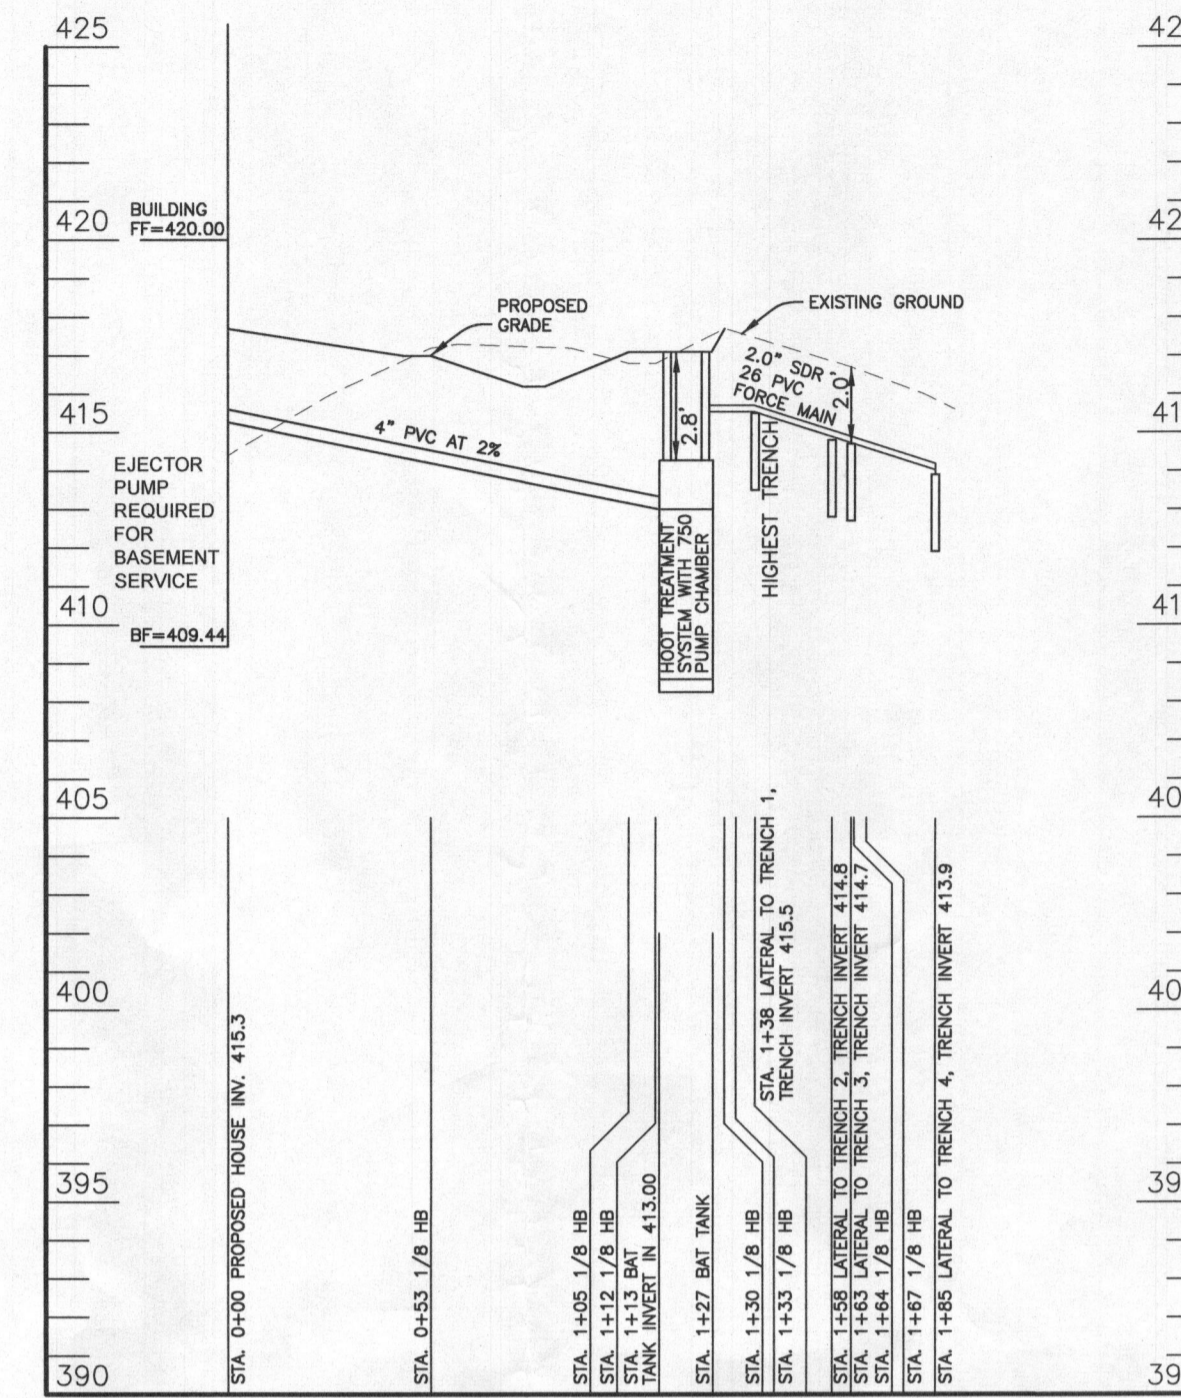 425
420
415
410
405
400
395
390
42
42
41
41
40
40
39
39
BUILDING
FF=420.00
PROPOSED
GRADE
EXISTING GROUND
2.0" SDR
26 PVC
FORCE MAIN
2.0'
2.8'
4" PVC AT 2%
EJECTOR
PUMP
REQUIRED
FOR
BASEMENT
SERVICE
BF=409.44
HOOT TREATMENT
SYSTEM WITH 750
PUMP CHAMBER
HIGHEST TRENCH
STA. 0+00 PROPOSED HOUSE INV. 415.3
STA. 0+53 1/8 HB
STA. 1+05 1/8 HB
STA. 1+12 1/8 HB
STA. 1+13 BAT
TANK INVERT IN 413.00
STA. 1+27 BAT TANK
STA. 1+30 1/8 HB
STA. 1+33 1/8 HB
STA. 1+38 LATERAL TO TRENCH 1,
TRENCH INVERT 415.5
STA. 1+58 LATERAL TO TRENCH 2, TRENCH INVERT 414.8
STA. 1+63 LATERAL TO TRENCH 3, TRENCH INVERT 414.7
STA. 1+64 1/8 HB
STA. 1+67 1/8 HB
STA. 1+85 LATERAL TO TRENCH 4, TRENCH INVERT 413.9